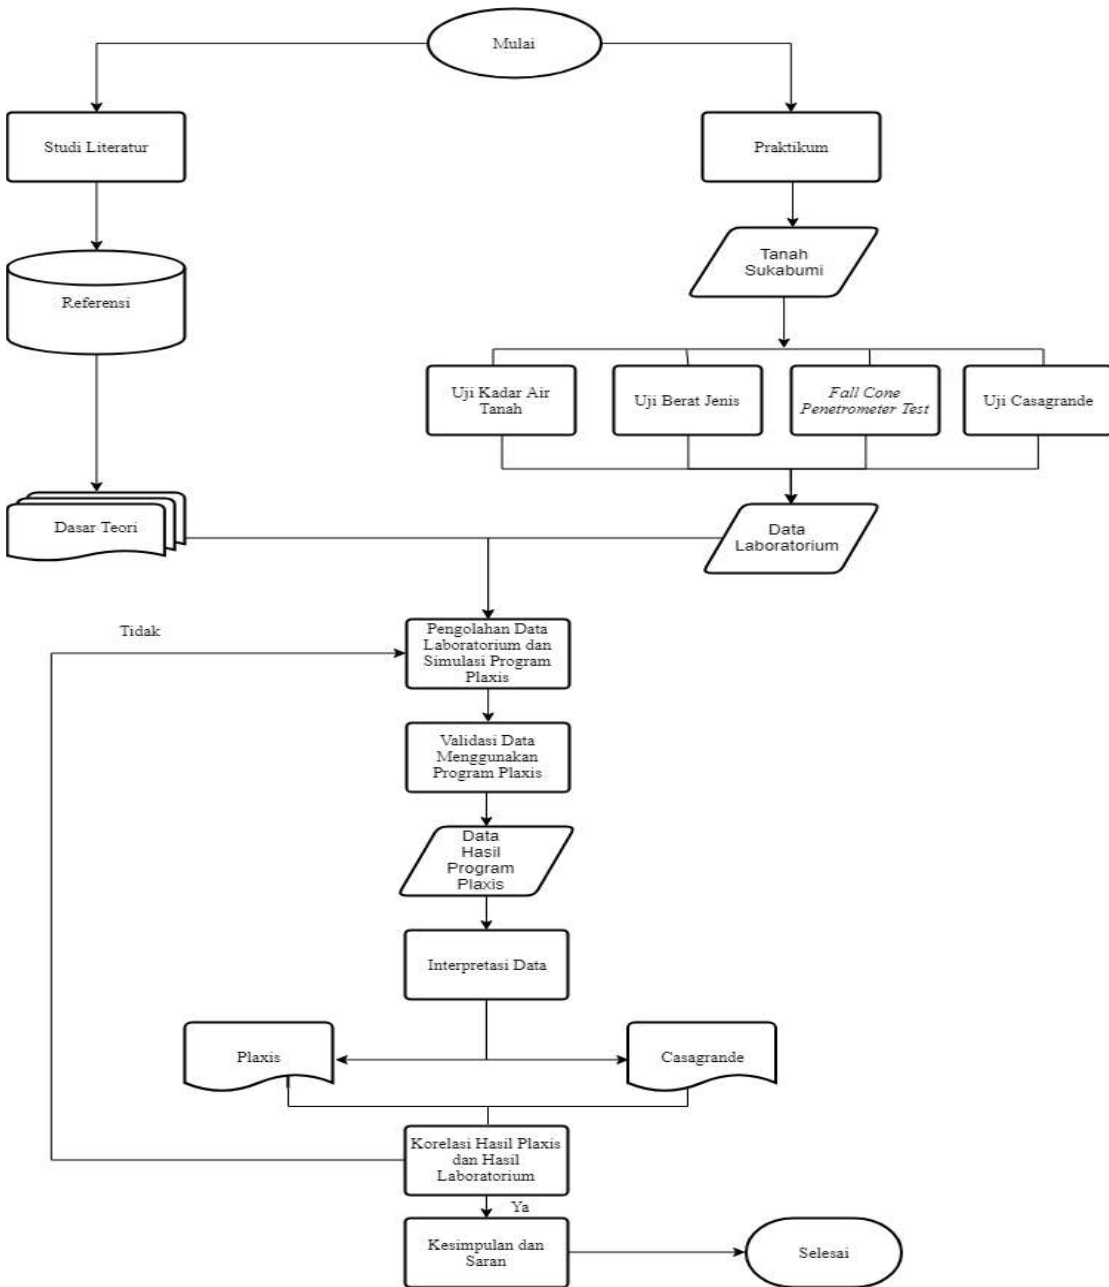 Mulai
Studi Literatur
Praktikum
Tanah
Sukabumi
Referensi
Uji Kadar Air
Tanah
Uji Berat Jenis
Fall Cone
Penetrometer Test
Uji Casagrande
Dasar Teori
Data
Laboratorium
Tidak
Pengolahan Data
Laboratorium dan
Simulasi Program
Plaxis
Validasi Data
Menggunakan
Program Plaxis
Data
Hasil
Program
Plaxis
Interpretasi Data
Plaxis
Casagrande
Korelasi Hasil Plaxis
dan Hasil
Laboratorium
Ya
Kesimpulan dan
Saran
Selesai